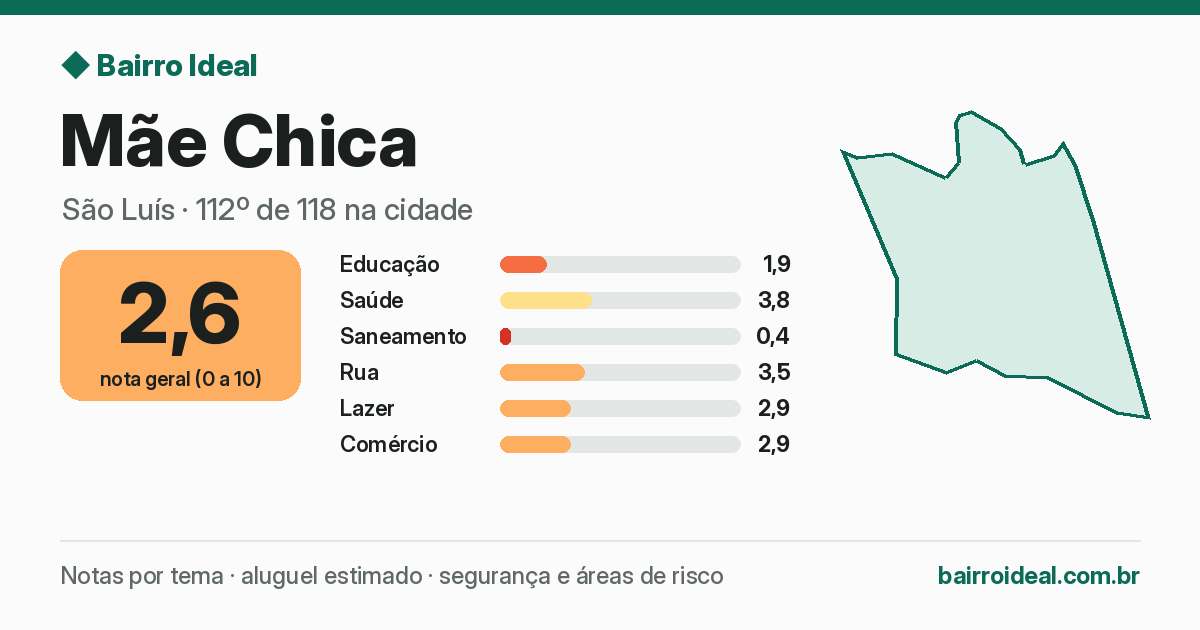 Bairro Ideal
Mãe Chica
São Luís · 112º de 118 na cidade
2,6
nota geral (0 a 10)
Educação 1,9
Saúde 3,8
Saneamento 0,4
Rua 3,5
Lazer 2,9
Comércio 2,9
Notas por tema · aluguel estimado · segurança e áreas de risco
bairroideal.com.br